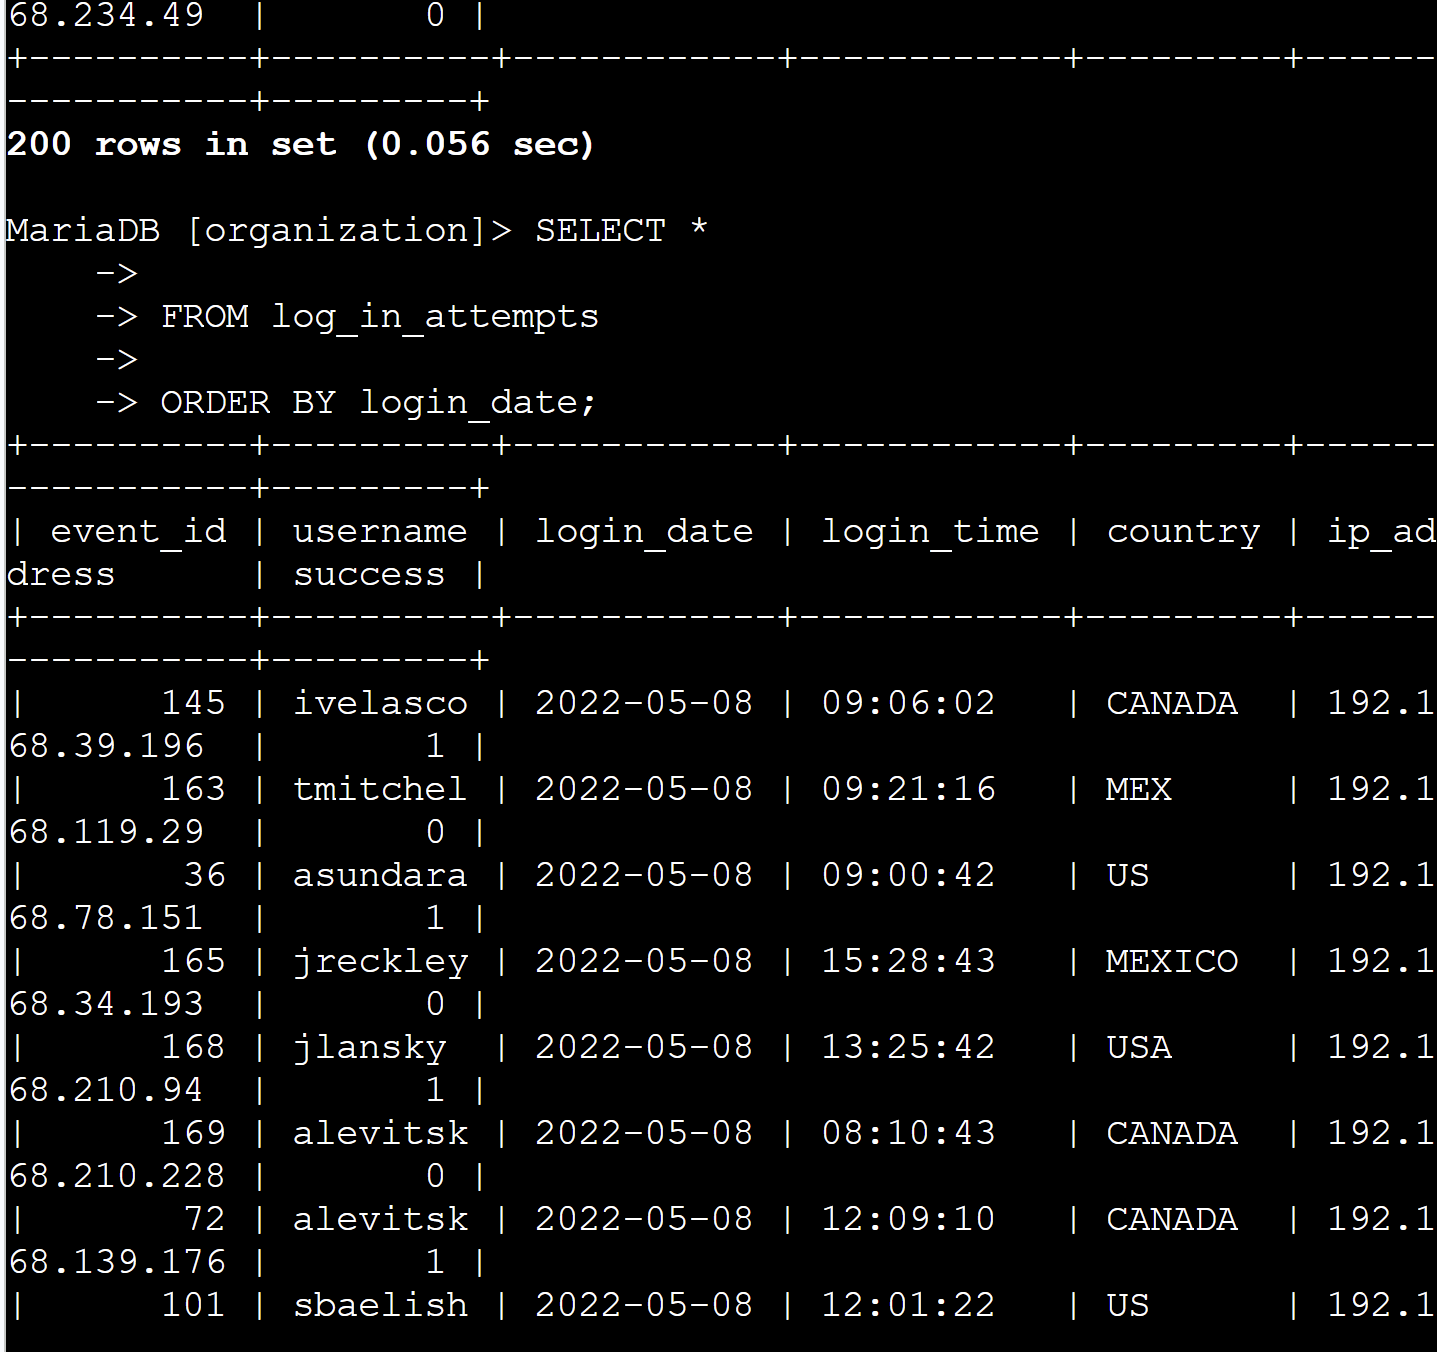 68.234.49  |       0 |
+----------+----------+------------+------------+---------+------
-----------+---------+
200 rows in set (0.056 sec)
MariaDB [organization]> SELECT *
    ->
    -> FROM log_in_attempts
    ->
    -> ORDER BY login_date;
+----------+----------+------------+------------+---------+------
-----------+---------+
| event_id | username | login_date | login_time | country | ip_ad
dress      | success |
+----------+----------+------------+------------+---------+------
-----------+---------+
|      145 | ivelasco | 2022-05-08 | 09:06:02   | CANADA  | 192.1
68.39.196  |       1 |
|      163 | tmitchel | 2022-05-08 | 09:21:16   | MEX     | 192.1
68.119.29  |       0 |
|       36 | asundara | 2022-05-08 | 09:00:42   | US      | 192.1
68.78.151  |       1 |
|      165 | jreckley | 2022-05-08 | 15:28:43   | MEXICO  | 192.1
68.34.193  |       0 |
|      168 | jlansky  | 2022-05-08 | 13:25:42   | USA     | 192.1
68.210.94  |       1 |
|      169 | alevitsk | 2022-05-08 | 08:10:43   | CANADA  | 192.1
68.210.228 |       0 |
|       72 | alevitsk | 2022-05-08 | 12:09:10   | CANADA  | 192.1
68.139.176 |       1 |
|      101 | sbaelish | 2022-05-08 | 12:01:22   | US      | 192.1